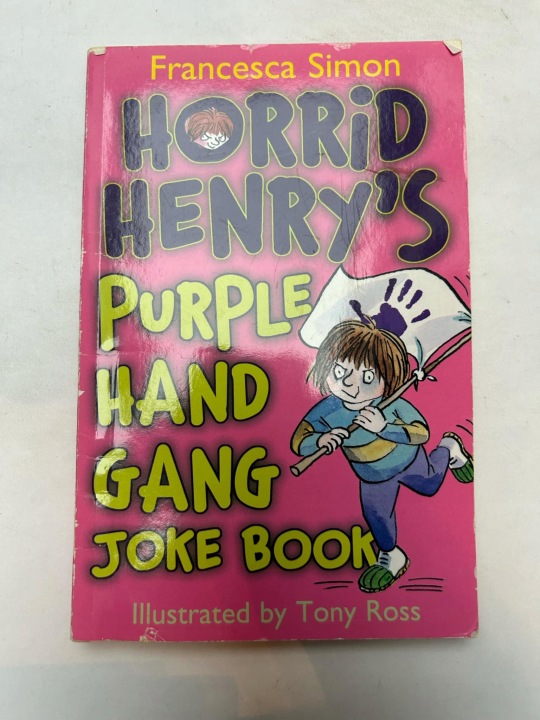 Francesca Simon
HORRiD
HENRY'S
PURPLE
HAND
GANG
JOKE BOOK
Illustrated by Tony Ross